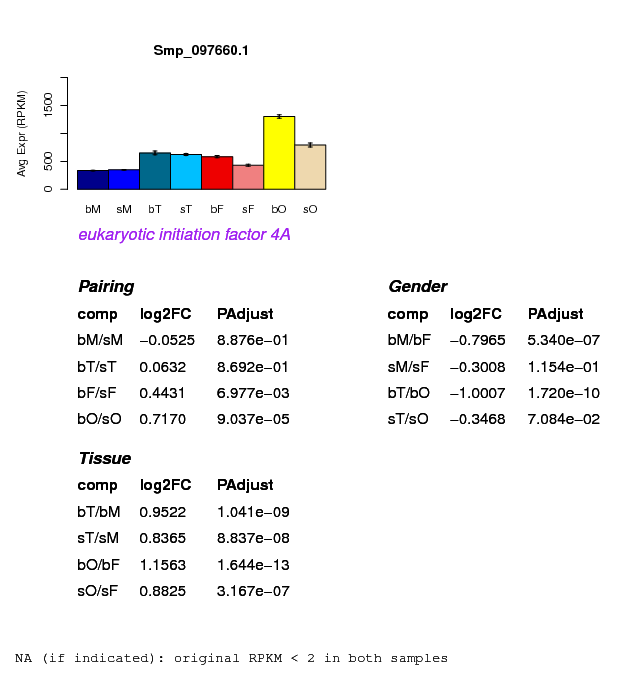 Smp_097660.1
Avg Expr (RPKM)
1500
500
0
bM sM bT sT bF sF bO sO
eukaryotic initiation factor 4A
Pairing
comp log2FC PAdjust
bM/sM −0.0525 8.876e−01
bT/sT 0.0632 8.692e−01
bF/sF 0.4431 6.977e−03
bO/sO 0.7170 9.037e−05
Gender
comp log2FC PAdjust
bM/bF −0.7965 5.340e−07
sM/sF −0.3008 1.154e−01
bT/bO −1.0007 1.720e−10
sT/sO −0.3468 7.084e−02
Tissue
comp log2FC PAdjust
bT/bM 0.9522 1.041e−09
sT/sM 0.8365 8.837e−08
bO/bF 1.1563 1.644e−13
sO/sF 0.8825 3.167e−07
NA (if indicated): original RPKM < 2 in both samples